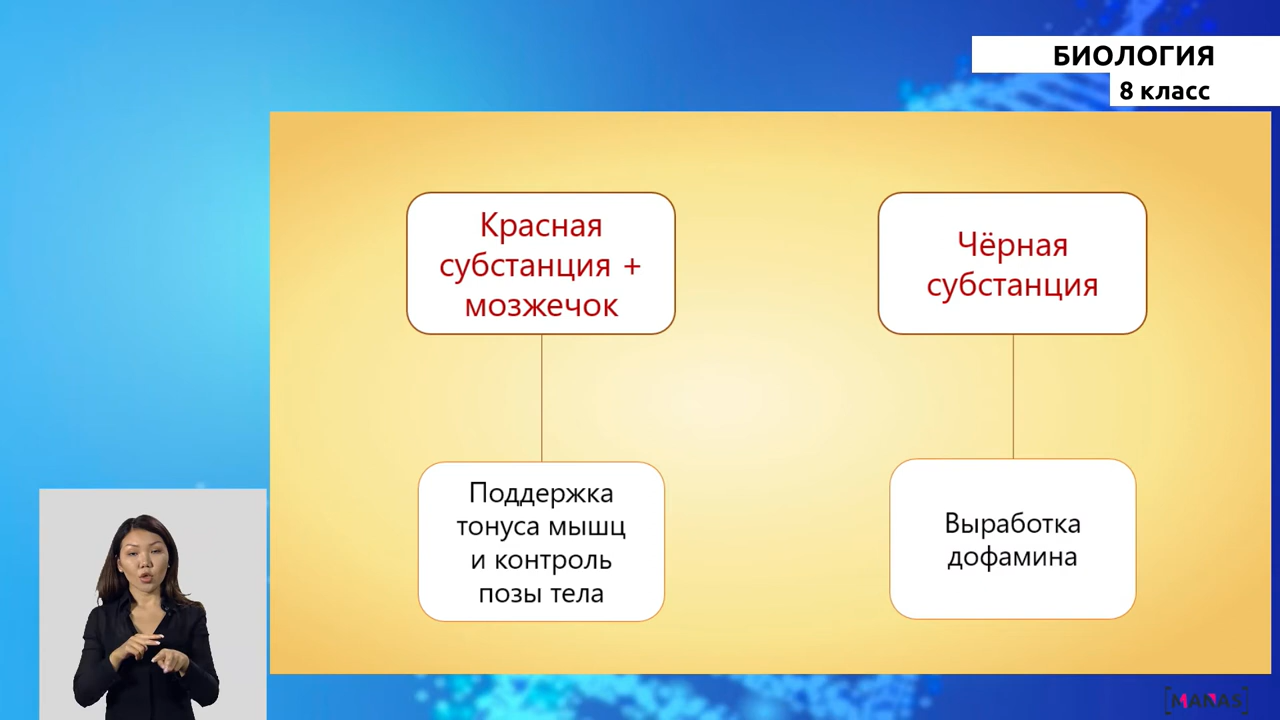 БИОЛОГИЯ
8 класс
Красная
субстанция +
мозжечок
Чёрная
субстанция
Поддержка
тонуса мышц
и контроль
позы тела
Выработка
дофамина
MANAS